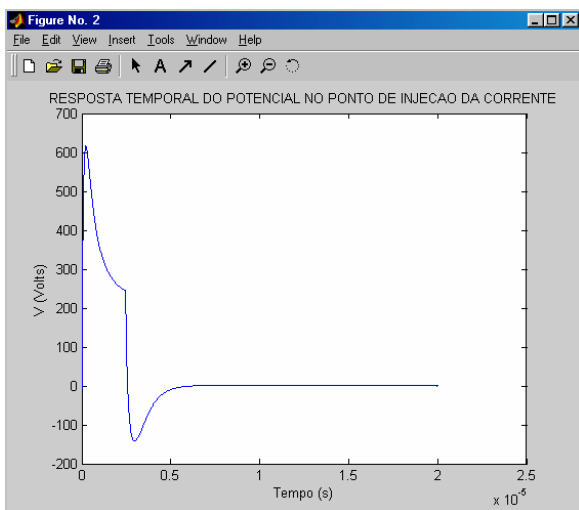 Figure No. 2
File Edit View Insert Tools Window Help
A
RESPOSTA TEMPORAL DO POTENCIAL NO PONTO DE INJECAO DA CORRENTE
700
600
500
400
300
200
100
0
-100
-200
V (Volts)
0 0.5 1 1.5 2 2.5
Tempo (s)
x 10^-5